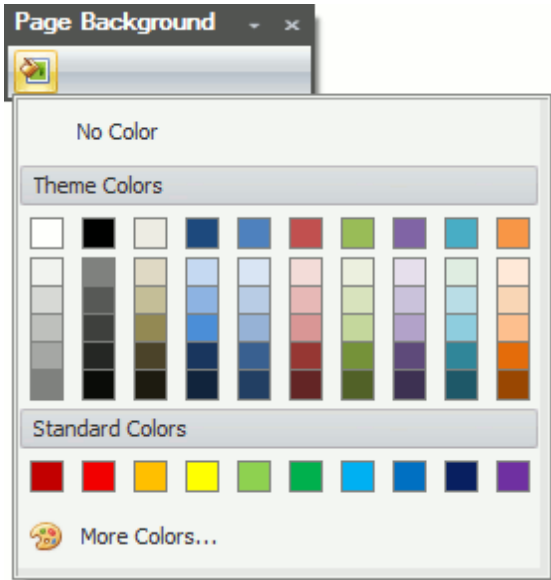 Page Background
No Color
Theme Colors
Standard Colors
More Colors...